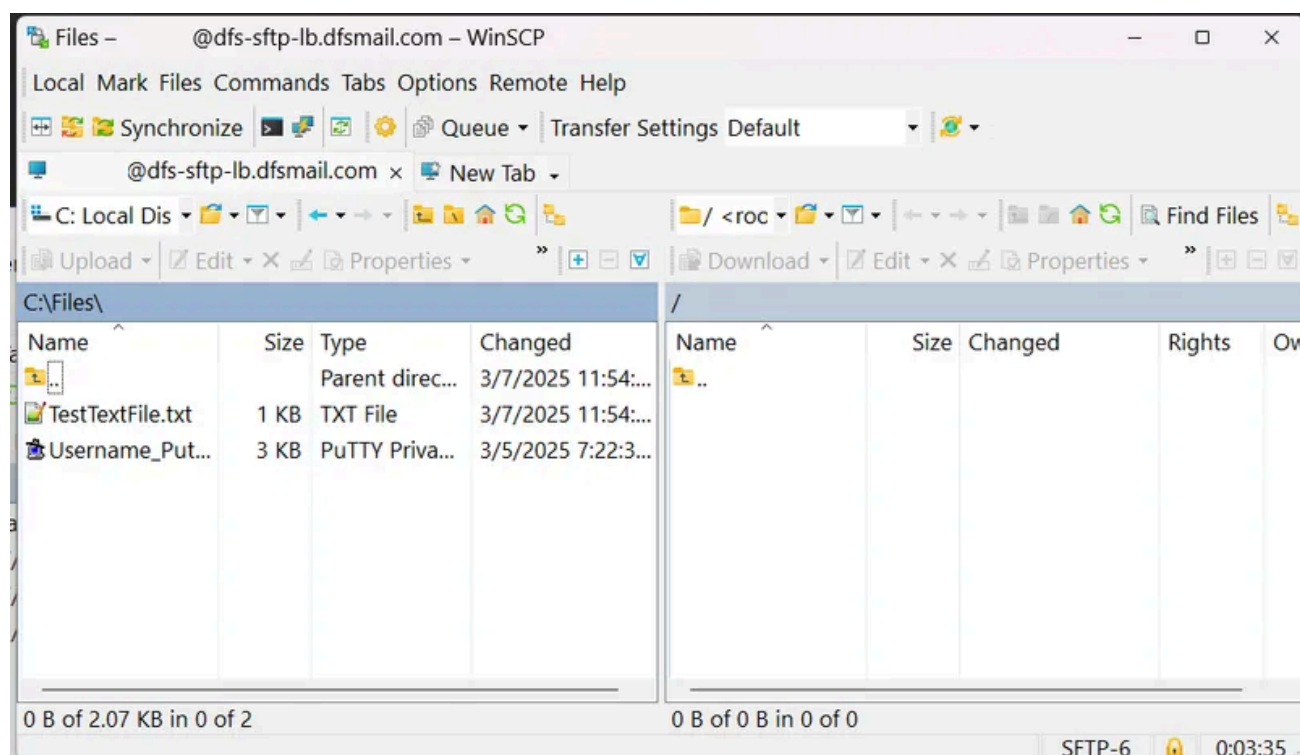 Files – @dfs-sftp-lb.dfsmail.com – WinSCP
Local Mark Files Commands Tabs Options Remote Help
Synchronize Queue Transfer Settings Default
@dfs-sftp-lb.dfsmail.com × New Tab
C: Local Dis / <roc Find Files
Upload Edit Properties » Download Edit Properties »
C:\Files\ /
Name Size Type Changed Name Size Changed Rights Ow
.. Parent direc... 3/7/2025 11:54:... ..
TestTextFile.txt 1 KB TXT File 3/7/2025 11:54:...
Username_Put... 3 KB PuTTY Priva... 3/5/2025 7:22:3...
0 B of 2.07 KB in 0 of 2 0 B of 0 B in 0 of 0
SFTP-6 0:03:35